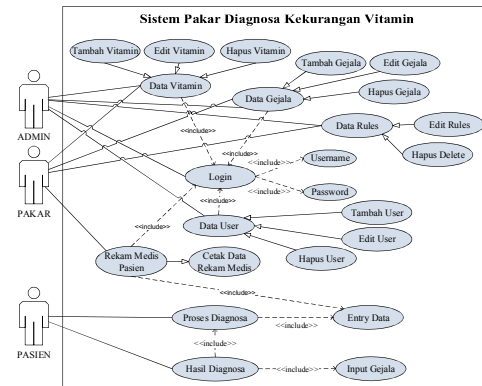 Sistem Pakar Diagnosa Kekurangan Vitamin
Tambah Vitamin
Edit Vitamin
Hapus Vitamin
Tambah Gejala
Edit Gejala
Data Vitamin
Data Gejala
Hapus Gejala
ADMIN
Data Rules
Edit Rules
<<include>>
<<include>>
<<include>>
Username
Hapus Delete
Login
<<include>>
Password
PAKAR
<<include>>
Tambah User
<<include>>
Data User
Edit User
Rekam Medis
Pasien
Cetak Data
Rekam Medis
Hapus User
<<include>>
PASIEN
Proses Diagnosa
<<include>>
Entry Data
<<include>>
Hasil Diagnosa
<<include>>
Input Gejala